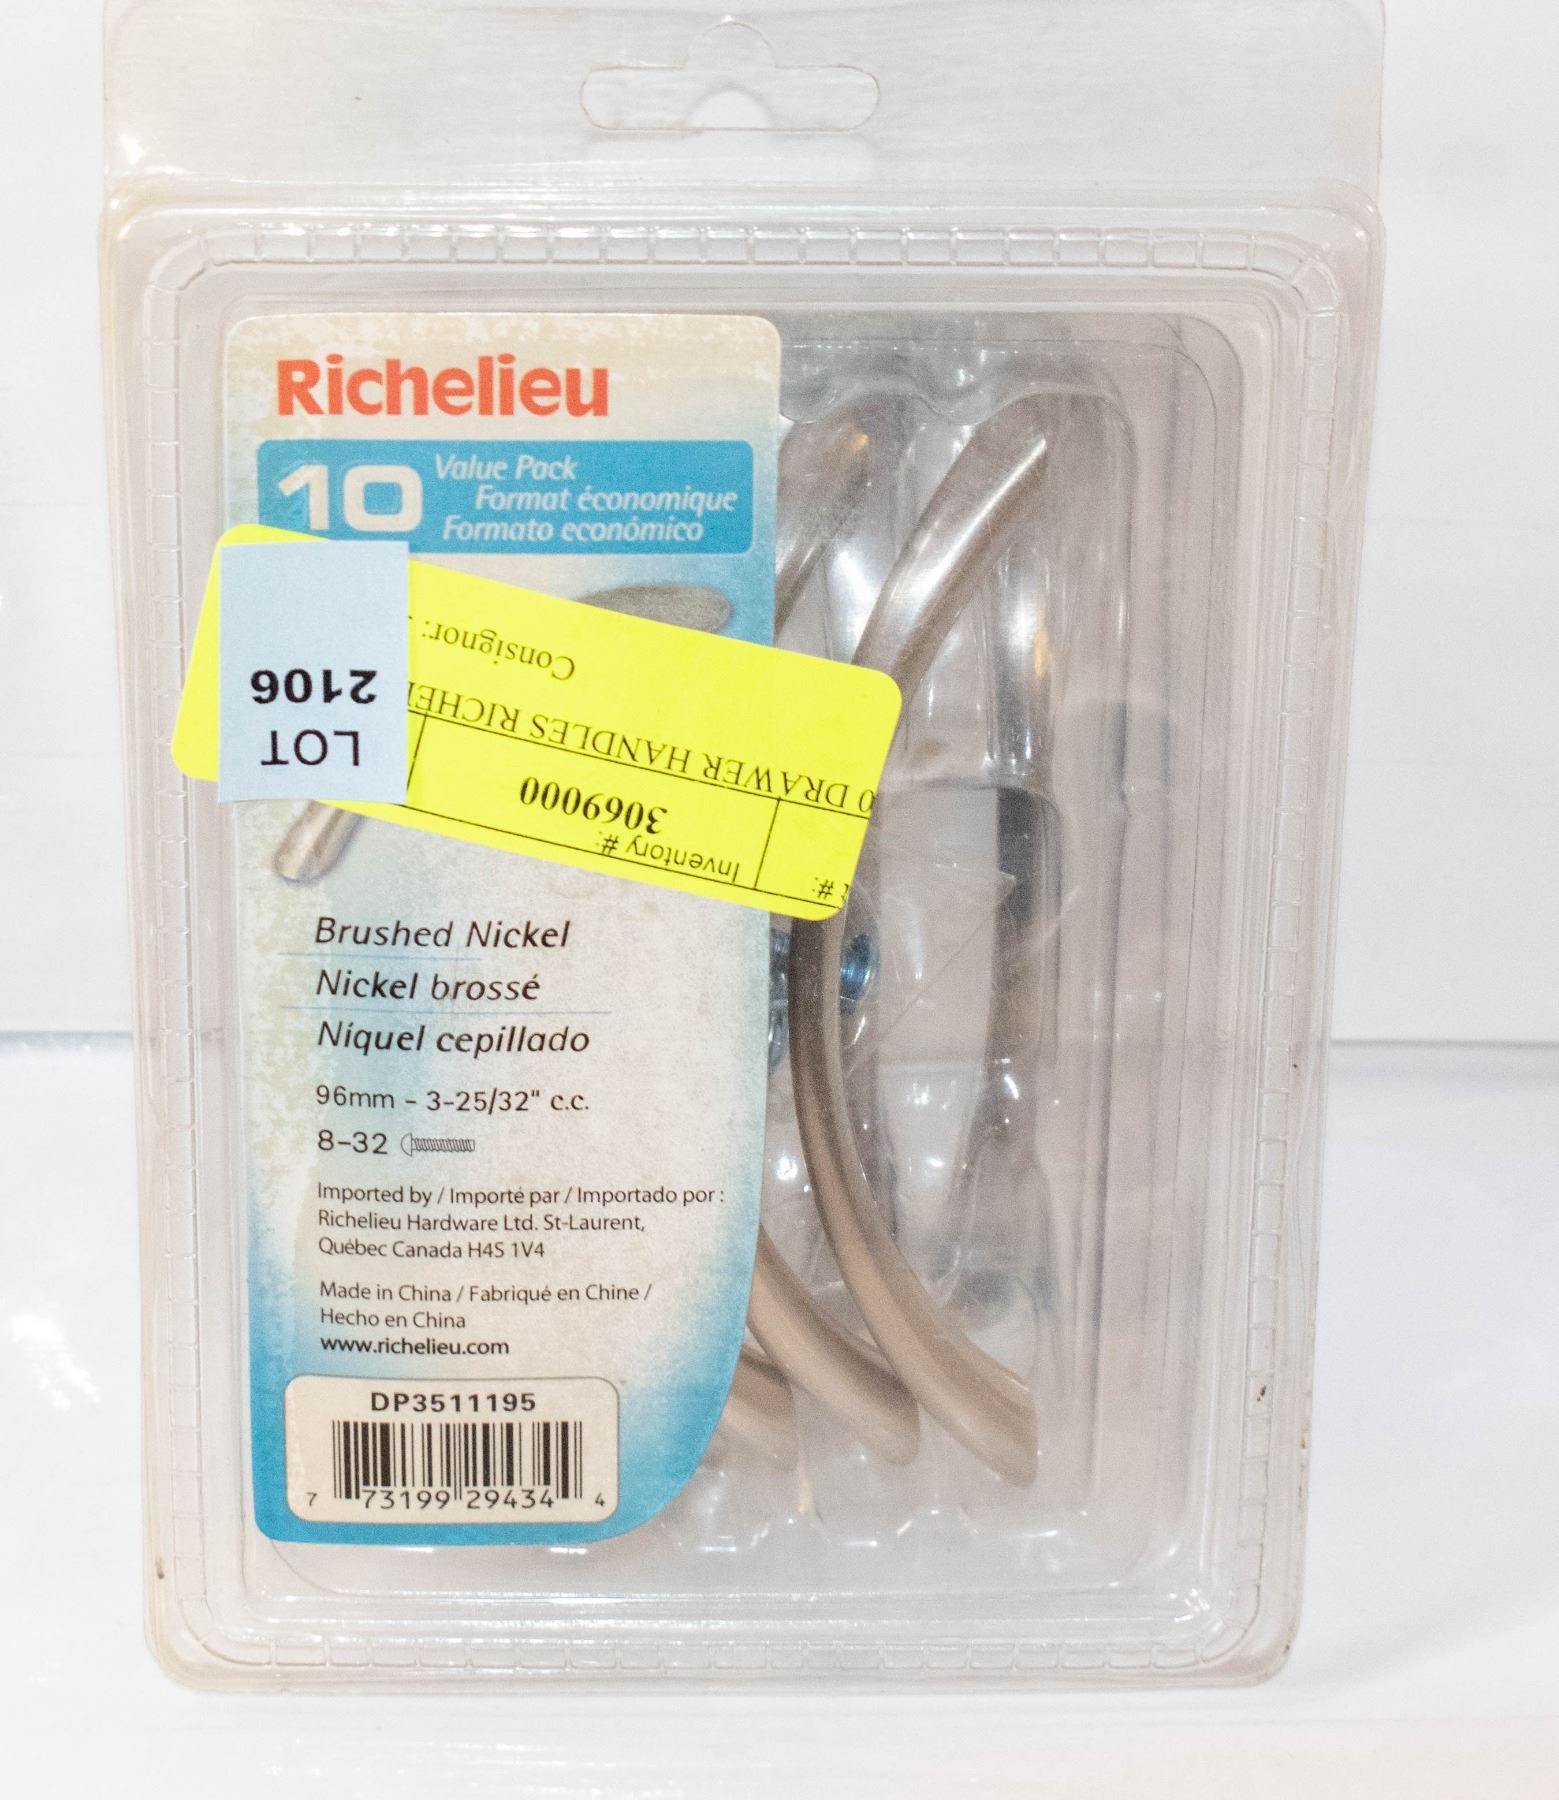 Richelieu
10
Value Pack
Format économique
Formato económico
LOT
2106
Inventory #:
3069000
DRAWER HANDLES
Consignor:
Brushed Nickel
Nickel brossé
Níquel cepillado
96mm - 3-25/32" c.c.
8-32
Imported by / Importé par / Importado por :
Richelieu Hardware Ltd. St-Laurent,
Québec Canada H4S 1V4
Made in China / Fabriqué en Chine /
Hecho en China
www.richelieu.com
DP3511195
7 73199 29434 4